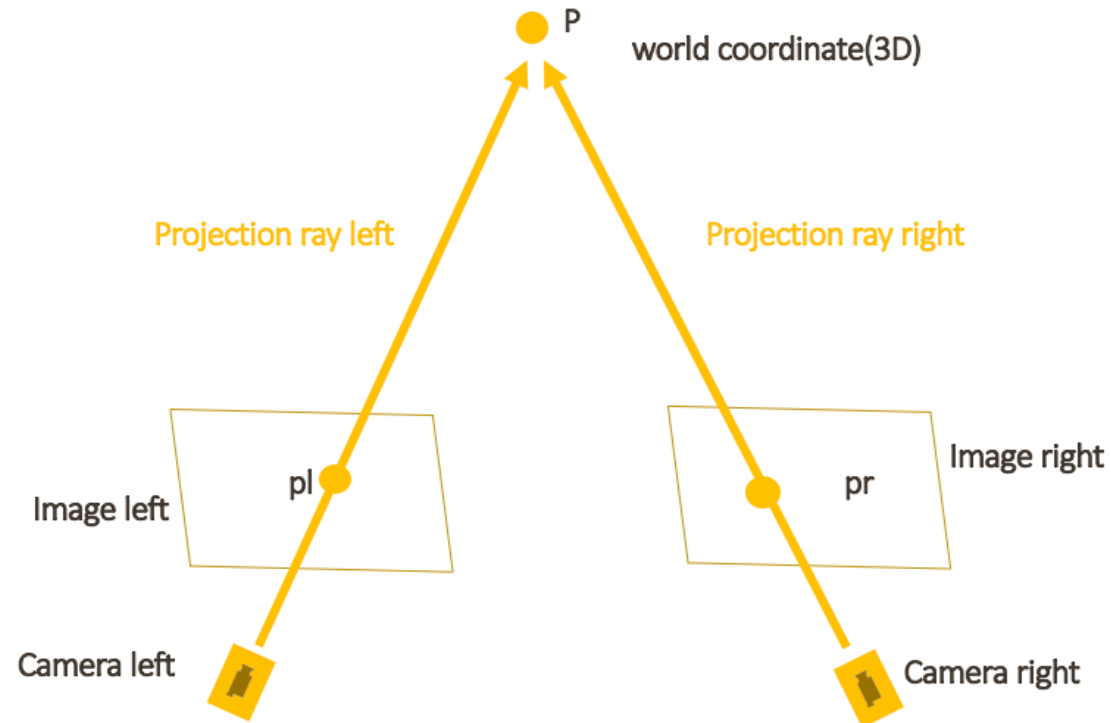 P
world coordinate(3D)
Projection ray left
Projection ray right
Image right
pl
pr
Image left
Camera left
Camera right